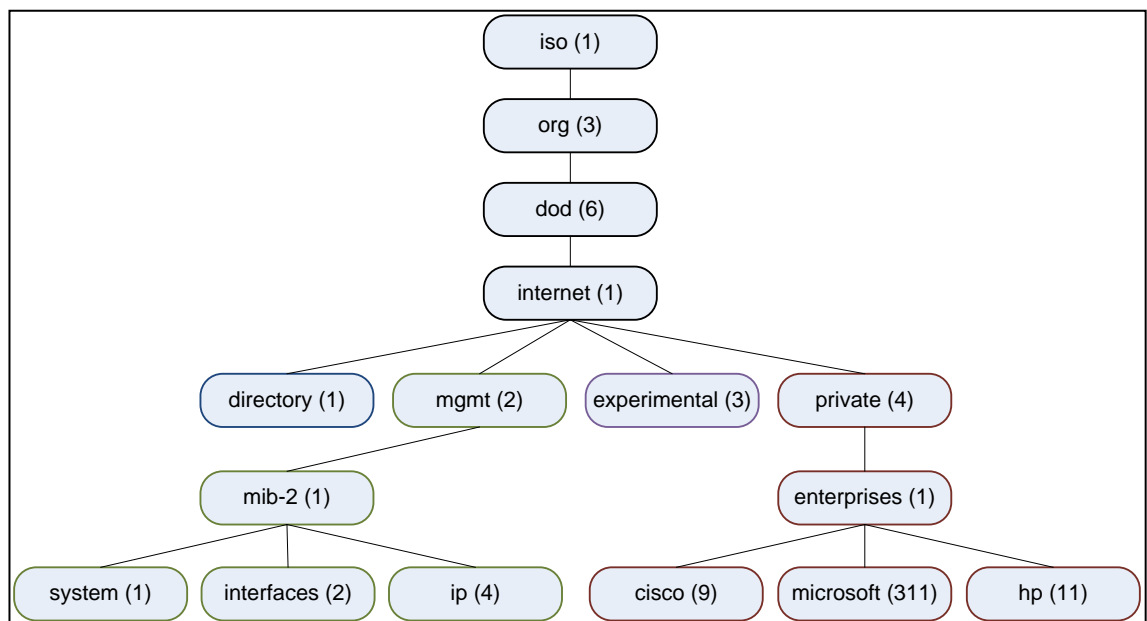 iso (1)
org (3)
dod (6)
internet (1)
directory (1) mgmt (2) experimental (3) private (4)
mib-2 (1) enterprises (1)
system (1) interfaces (2) ip (4) cisco (9) microsoft (311) hp (11)